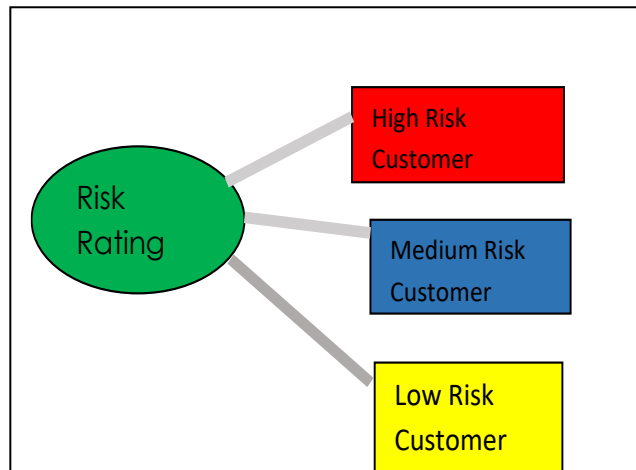 Risk
Rating
High Risk
Customer
Medium Risk
Customer
Low Risk
Customer